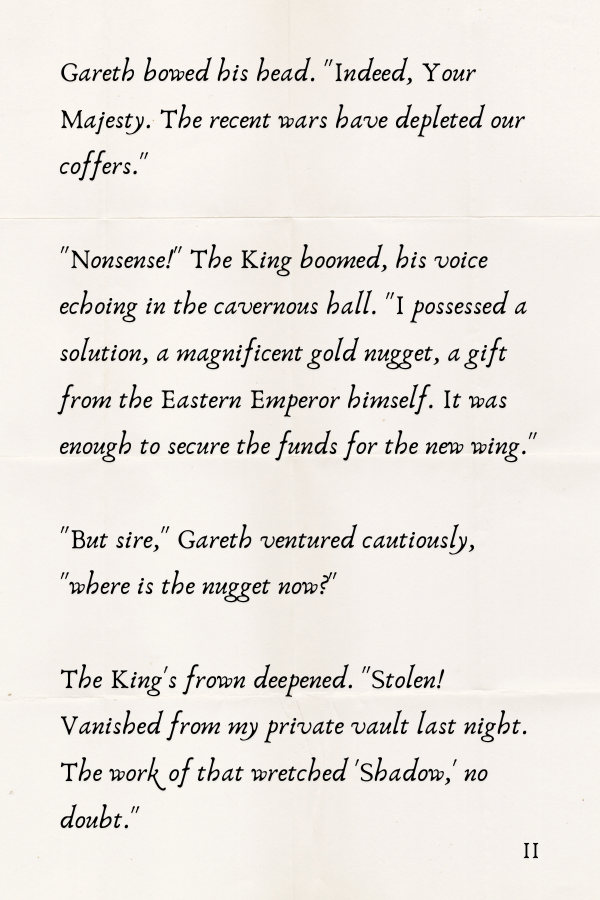 Gareth bowed his head. "Indeed, Your
Majesty. The recent wars have depleted our
coffers."
"Nonsense!" The King boomed, his voice
echoing in the cavernous hall. "I possessed a
solution, a magnificent gold nugget, a gift
from the Eastern Emperor himself. It was
enough to secure the funds for the new wing."
"But sire," Gareth ventured cautiously,
"where is the nugget now?"
The King's frown deepened. "Stolen!
Vanished from my private vault last night.
The work of that wretched 'Shadow,' no
doubt."
II